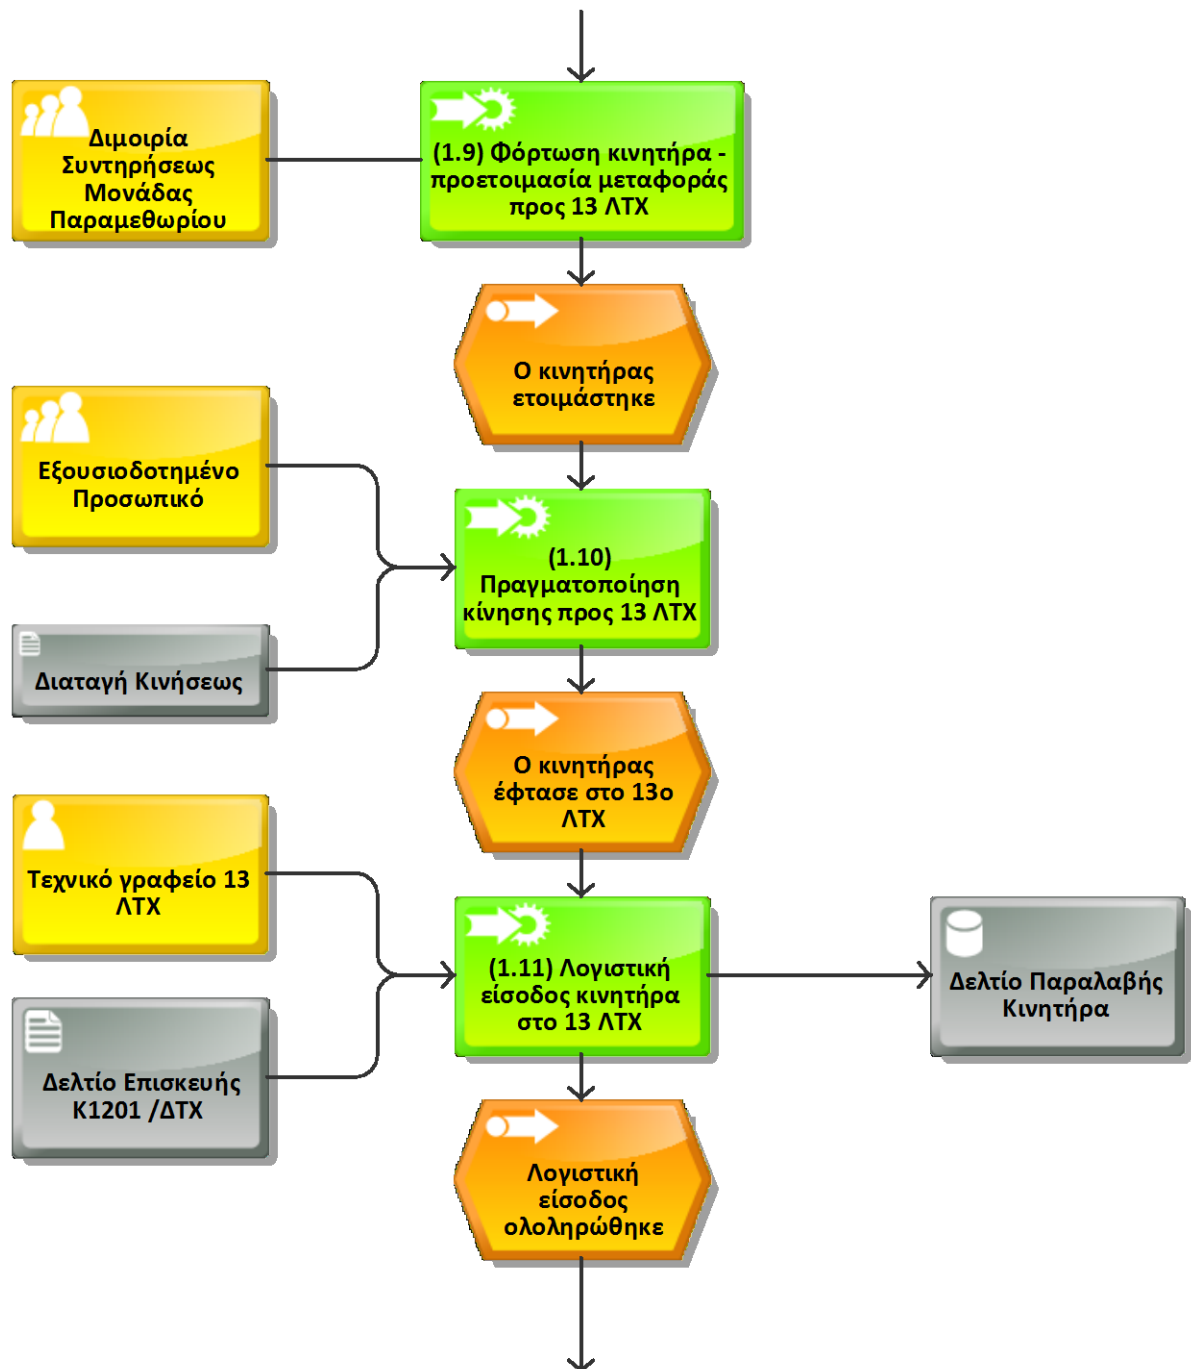 Διμοιρία
Συντηρήσεως
Μονάδας
Παραμεθωρίου
(1.9) Φόρτωση κινητήρα -
προετοιμασία μεταφοράς
προς 13 ΛΤΧ
Ο κινητήρας
ετοιμάστηκε
Εξουσιοδοτημένο
Προσωπικό
(1.10)
Πραγματοποίηση
κίνησης προς 13 ΛΤΧ
Διαταγή Κινήσεως
Ο κινητήρας
έφτασε στο 13ο
ΛΤΧ
Τεχνικό γραφείο 13
ΛΤΧ
(1.11) Λογιστική
είσοδος κινητήρα
στο 13 ΛΤΧ
Δελτίο Παραλαβής
Κινητήρα
Δελτίο Επισκευής
Κ1201 /ΔΤΧ
Λογιστική
είσοδος
ολοληρώθηκε